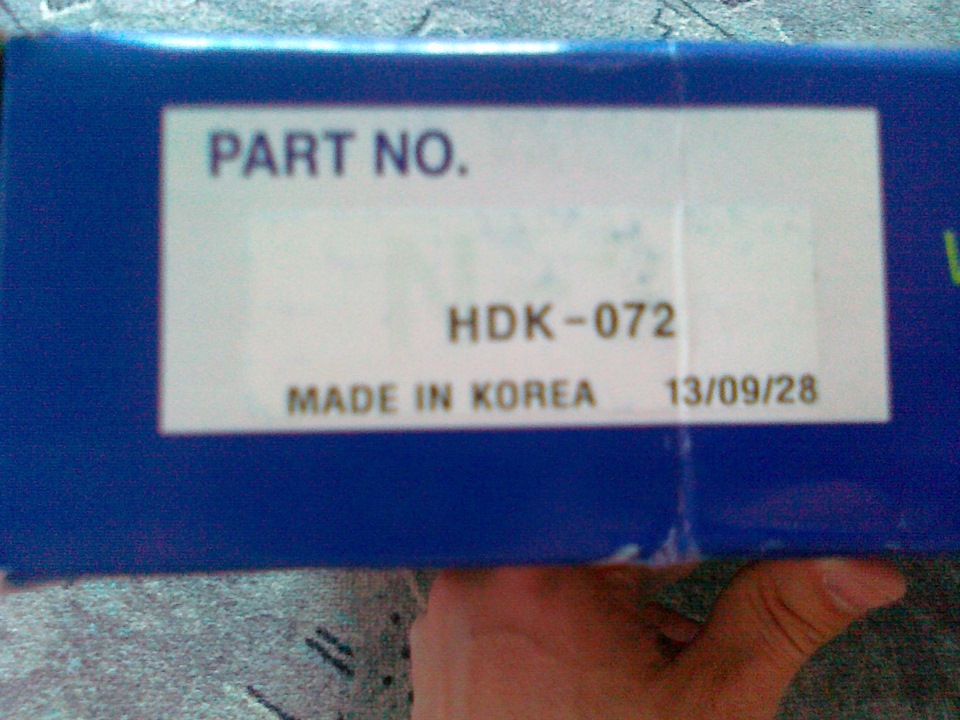 PART NO.
HDK-072
MADE IN KOREA 13/09/28